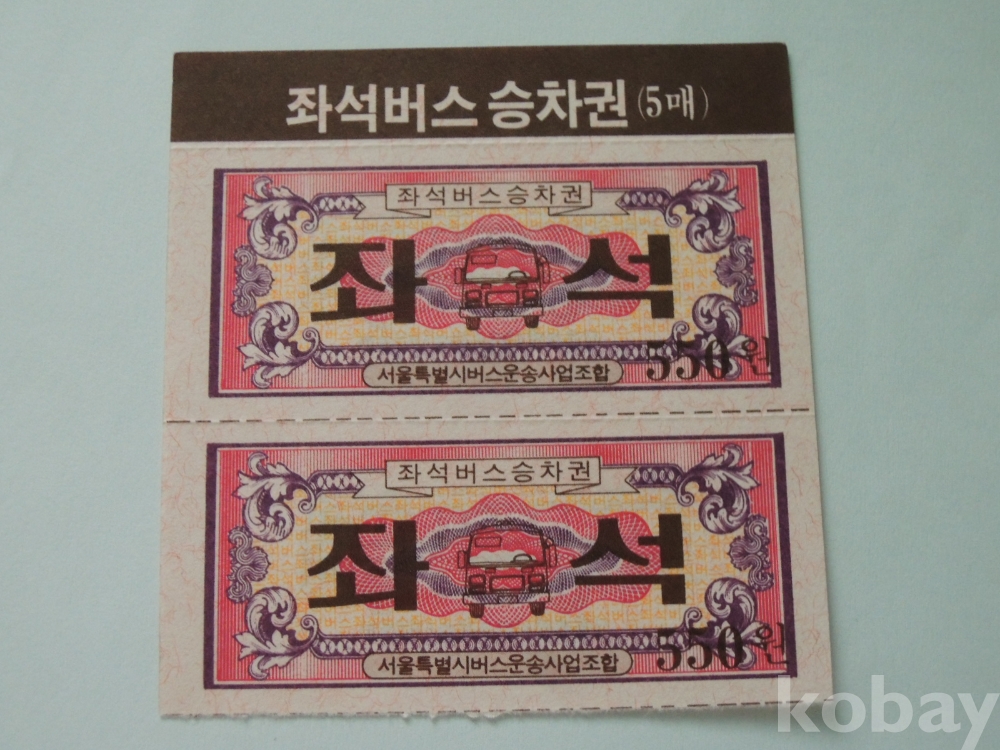 좌석버스 승차권 (5매)
좌석버스승차권
좌 석
550원
서울특별시버스운송사업조합
좌석버스승차권
좌 석
550원
서울특별시버스운송사업조합
kobay